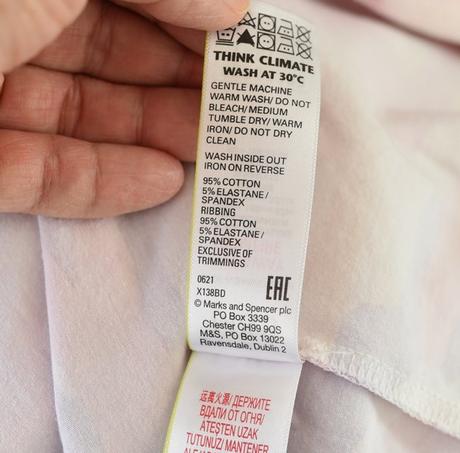 THINK CLIMATE
WASH AT 30°C
GENTLE MACHINE
WARM WASH/ DO NOT
BLEACH/ MEDIUM
TUMBLE DRY/ WARM
IRON/ DO NOT DRY
CLEAN
WASH INSIDE OUT
IRON ON REVERSE
95% COTTON
5% ELASTANE/
SPANDEX
RIBBING
95% COTTON
5% ELASTANE/
SPANDEX
EXCLUSIVE OF
TRIMMINGS
0621
X138BD
EAC
© Marks and Spencer plc
PO Box 3339
Chester CH99 9QS
M&S, PO Box 13022
Ravensdale, Dublin 2
远离火源/ ДЕРЖИТЕ
ВДАЛИ ОТ ОГНЯ/
ATEŞTEN UZAK
TUTUNUZ/ MANTENER